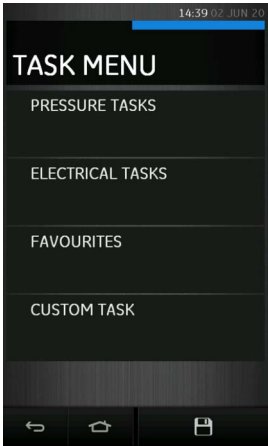 14:39 02 JUN 20
TASK MENU
PRESSURE TASKS
ELECTRICAL TASKS
FAVOURITES
CUSTOM TASK